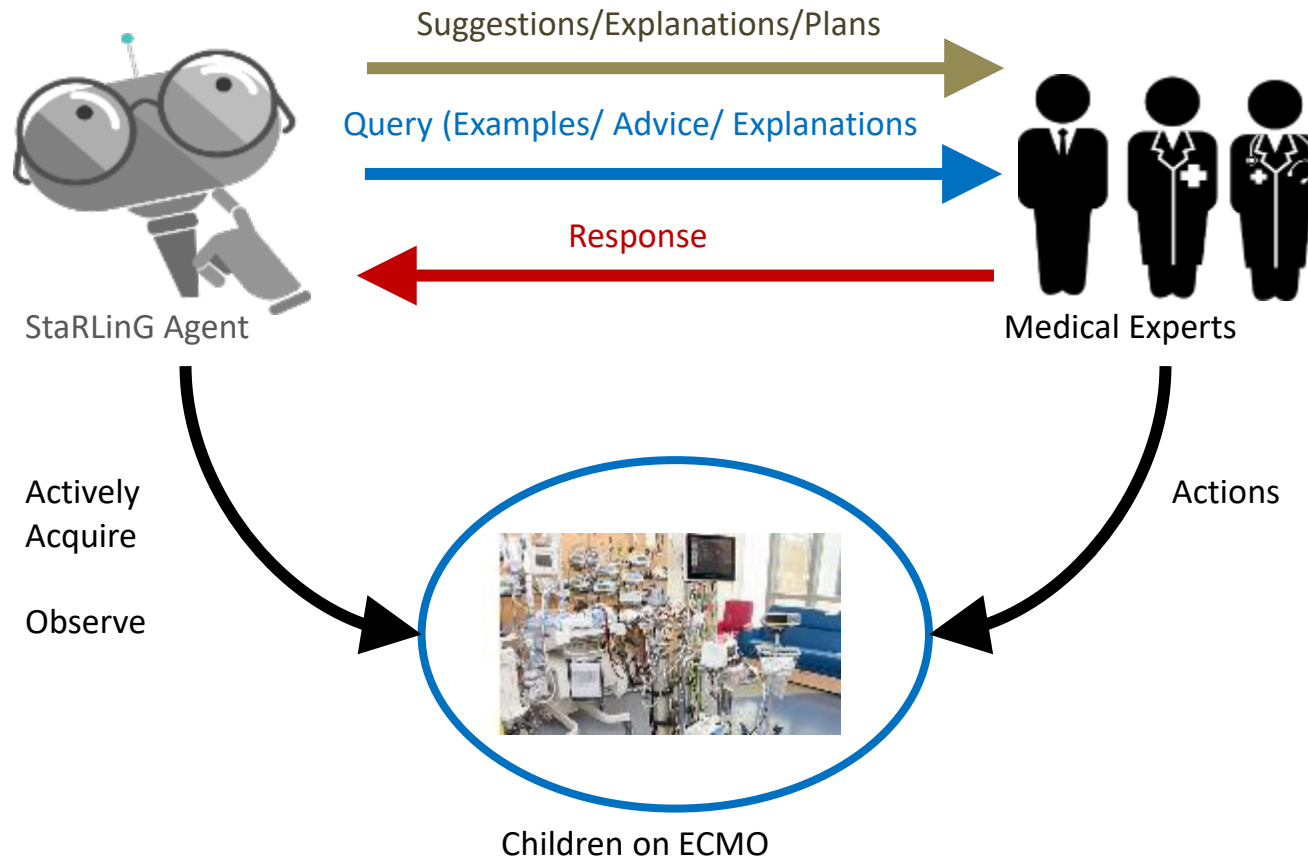 Suggestions/Explanations/Plans
Query (Examples/ Advice/ Explanations
Response
StaRLinG Agent
Medical Experts
Actively
Acquire
Actions
Observe
Children on ECMO